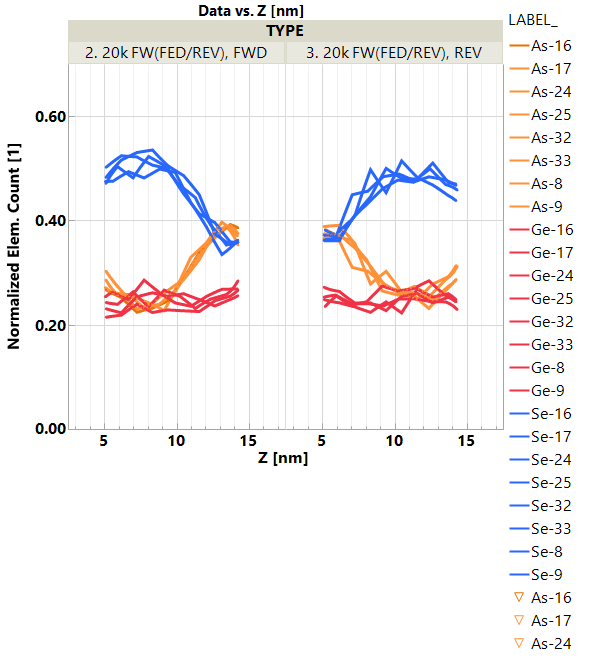 Data vs. Z [nm]
TYPE
2. 20k FW(FED/REV), FWD
3. 20k FW(FED/REV), REV
Normalized Elem. Count [1]
0.60
0.40
0.20
0.00
5
10
15
5
10
15
Z [nm]
LABEL_
As-16
As-17
As-24
As-25
As-32
As-33
As-8
As-9
Ge-16
Ge-17
Ge-24
Ge-25
Ge-32
Ge-33
Ge-8
Ge-9
Se-16
Se-17
Se-24
Se-25
Se-32
Se-33
Se-8
Se-9
As-16
As-17
As-24